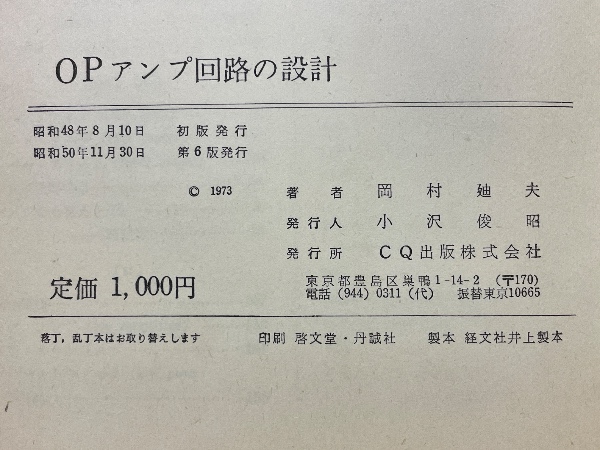 OPアンプ回路の設計
昭和48年8月10日 初版発行
昭和50年11月30日 第6版発行
© 1973
著者 岡村廸夫
発行人 小沢俊昭
発行所 CQ出版株式会社
東京都豊島区巣鴨1-14-2 (〒170)
電話 (944) 0311 (代) 振替東京10665
定価 1,000円
落丁,乱丁本はお取り替えします 印刷 啓文堂・丹誠社 製本 経文社井上製本